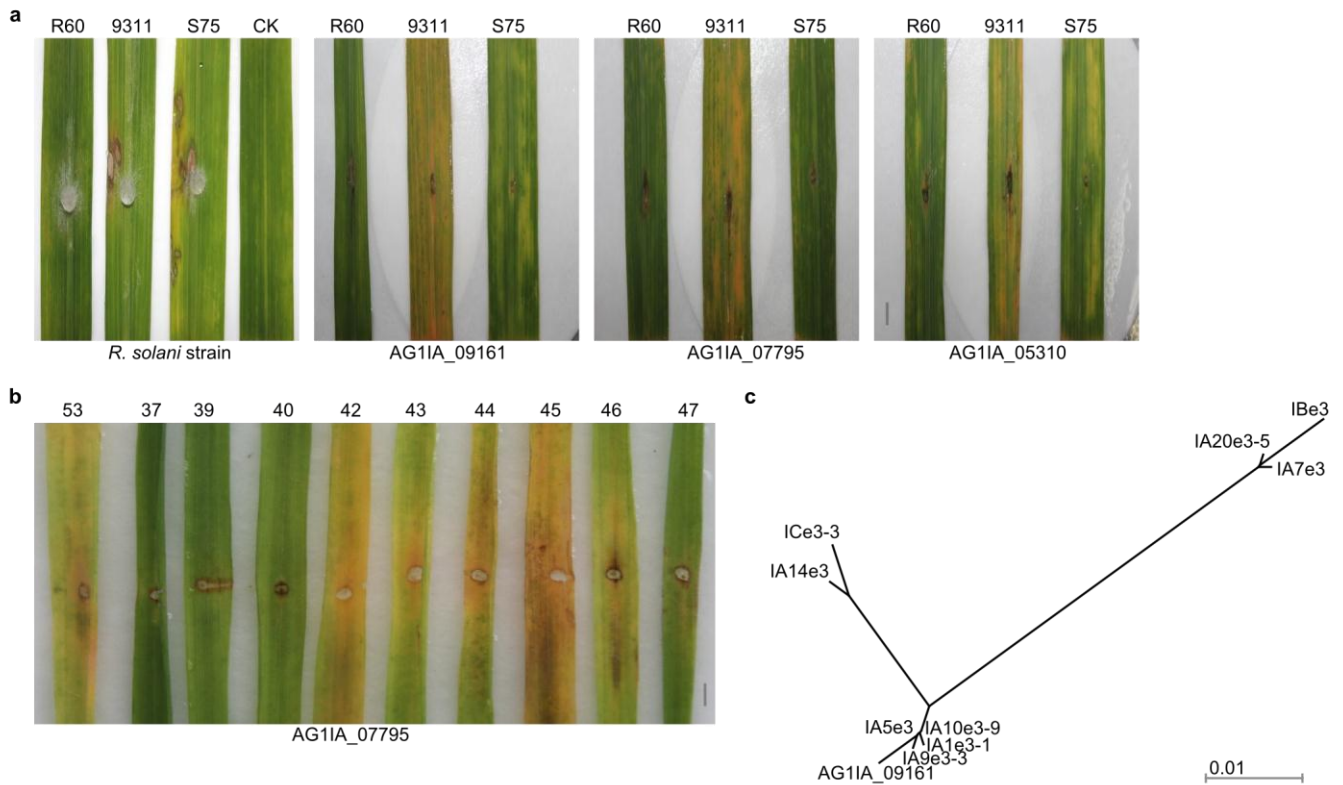 a
R60 9311 S75 CK
R60 9311 S75
R60 9311 S75
R60 9311 S75
R. solani strain
AG1IA_09161
AG1IA_07795
AG1IA_05310
b
53 37 39 40 42 43 44 45 46 47
AG1IA_07795
c
IBe3
IA20e3-5
IA7e3
ICe3-3
IA14e3
IA5e3
IA10e3-9
IA1e3-1
IA9e3-3
AG1IA_09161
0.01